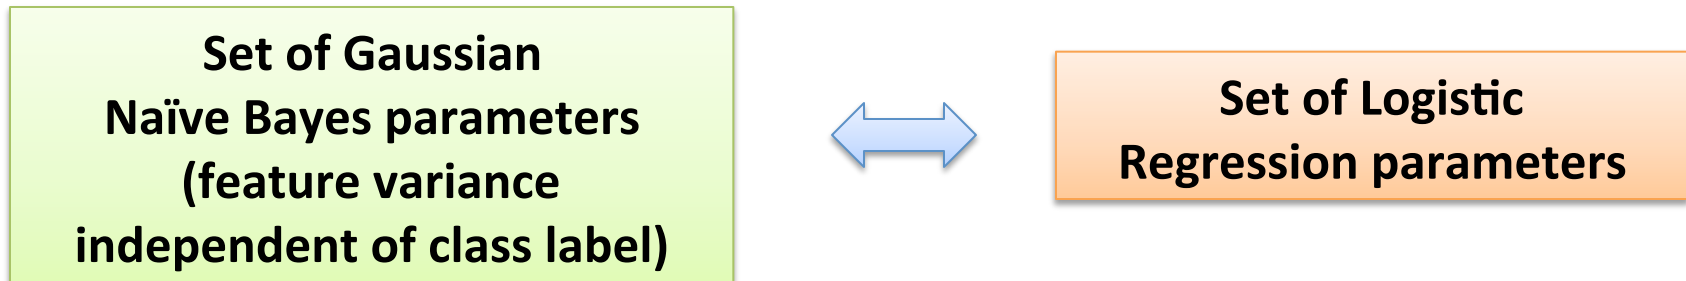 Set of Gaussian
Naïve Bayes parameters
(feature variance
independent of class label)
Set of Logistic
Regression parameters